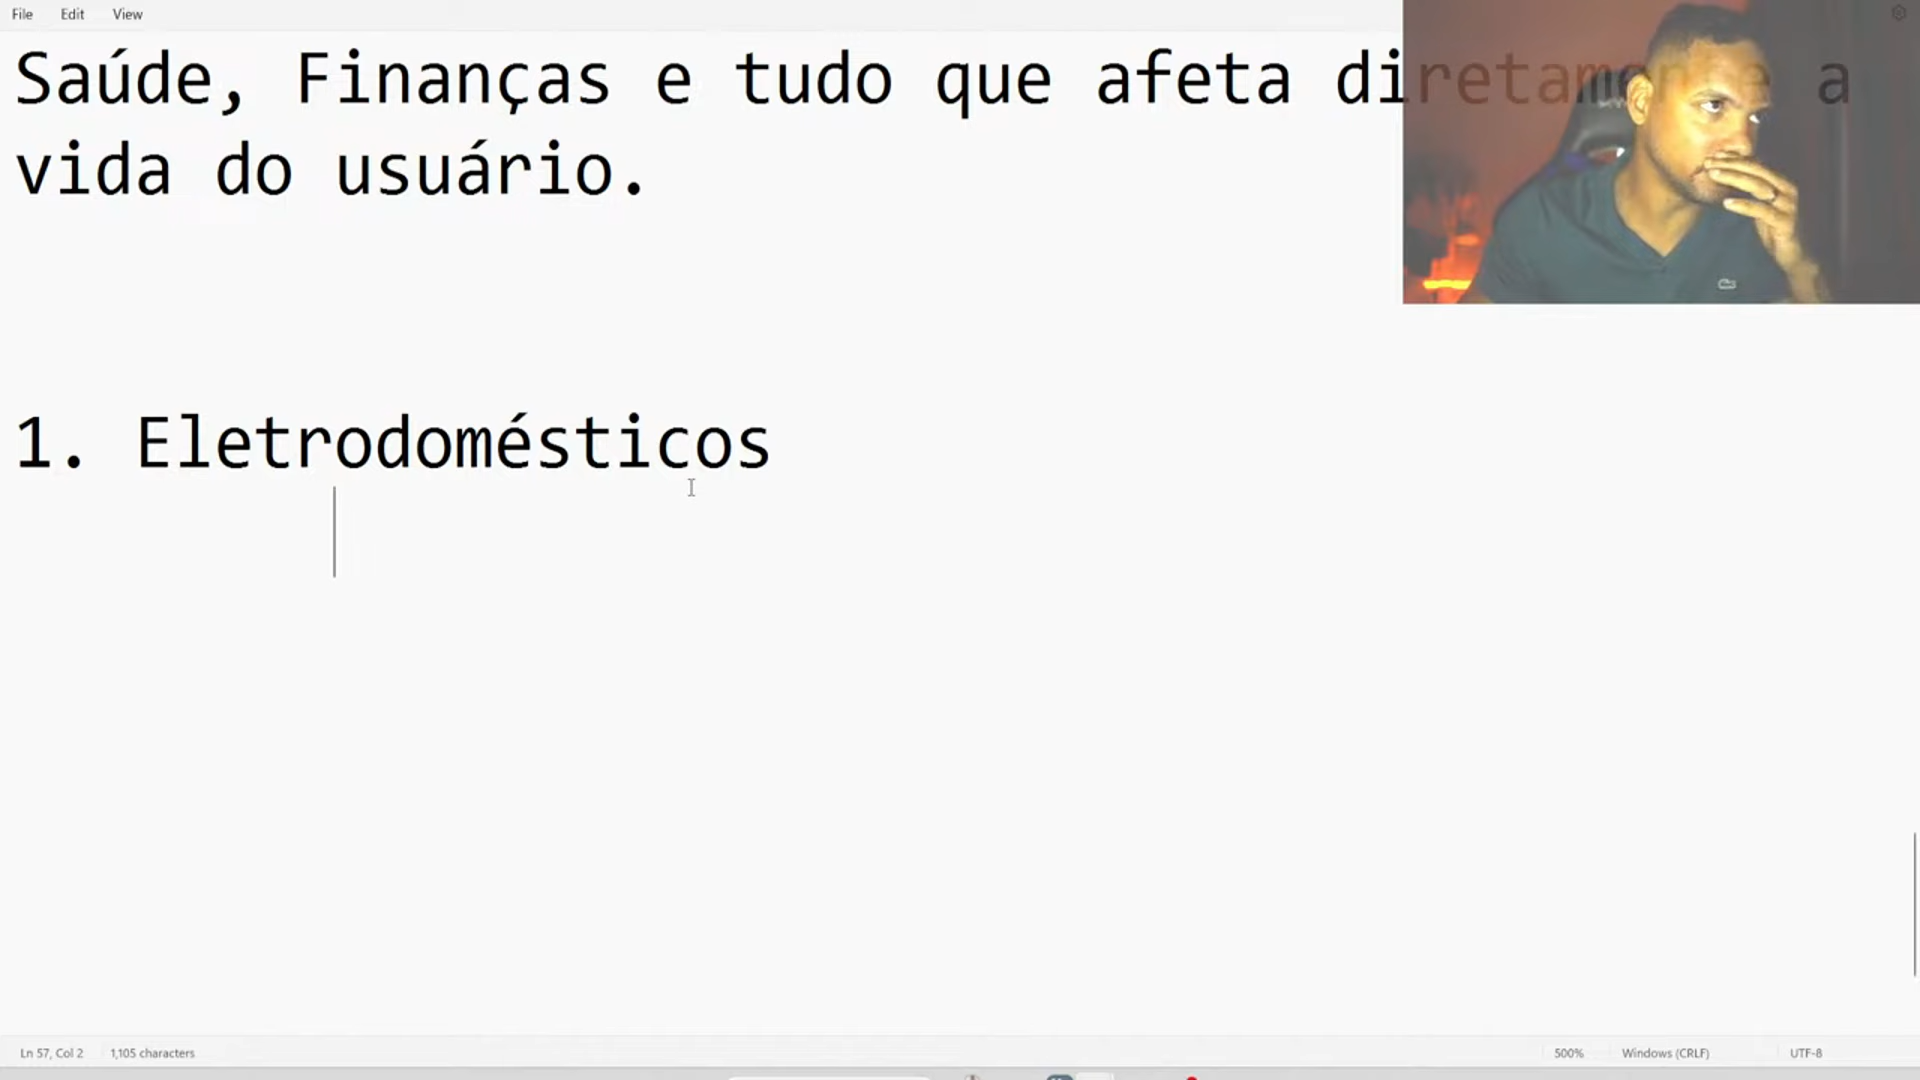 File Edit View
Saúde, Finanças e tudo que afeta diretamente a
vida do usuário.
1. Eletrodomésticos
Ln 57, Col 2 1,105 characters 500% Windows (CRLF) UTF-8